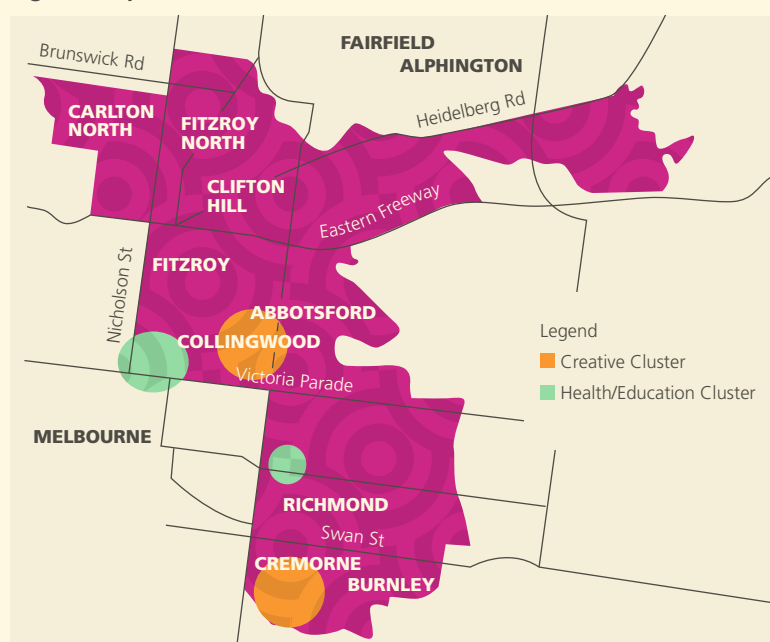 Brunswick Rd
FAIRFIELD
ALPHINGTON
CARLTON
NORTH
FITZROY
NORTH
Heidelberg Rd
CLIFTON
HILL
Eastern Freeway
Nicholson St
FITZROY
ABBOTSFORD
COLLINGWOOD
Victoria Parade
Legend
Creative Cluster
Health/Education Cluster
MELBOURNE
RICHMOND
Swan St
CREMORNE
BURNLEY